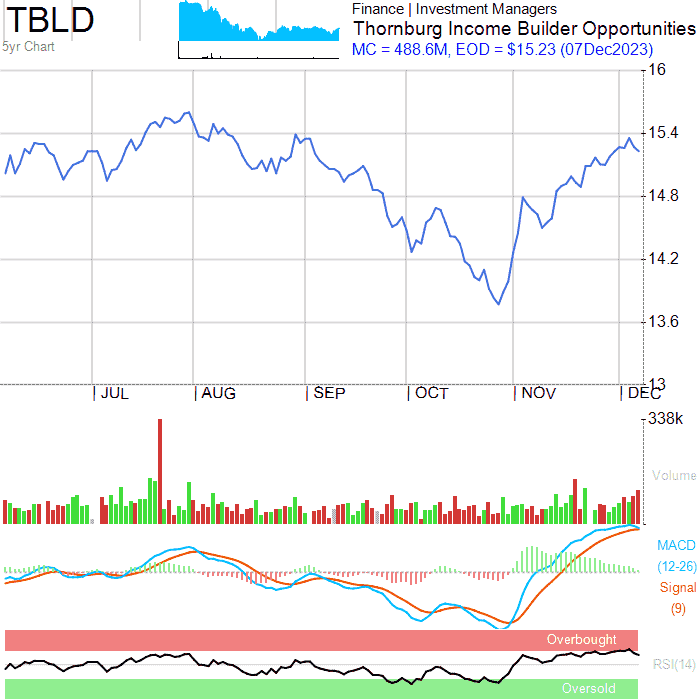 TBLD
5yr Chart
Finance | Investment Managers
Thornburg Income Builder Opportunities
MC = 488.6M, EOD = $15.23 (07Dec2023)
16
15.4
14.8
14.2
13.6
13
JUL AUG SEP OCT NOV DEC
338k
Volume
MACD
(12-26)
Signal
(9)
Overbought
RSI(14)
Oversold